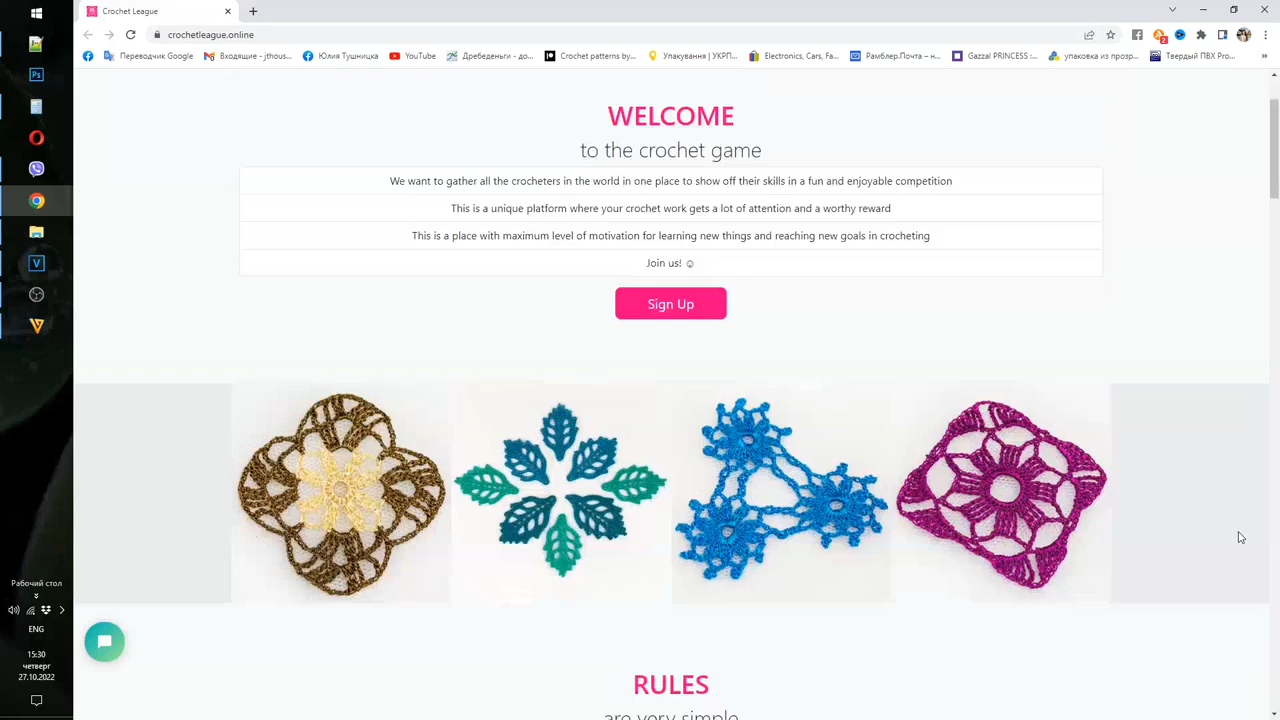 Crochet League
crochetleague.online
Переводчик Google
Входящие - jthous...
Юлия Тушницка
YouTube
Дребеденьги - до...
Crochet patterns by...
Упакування | УКРП...
Electronics, Cars, Fa...
Рамблер.Почта – н...
Gazzal PRINCESS :...
упаковка из прозр...
Твердый ПВХ Pro...
WELCOME
to the crochet game
We want to gather all the crocheters in the world in one place to show off their skills in a fun and enjoyable competition
This is a unique platform where your crochet work gets a lot of attention and a worthy reward
This is a place with maximum level of motivation for learning new things and reaching new goals in crocheting
Join us! ☺
Sign Up
RULES
are very simple
Рабочий стол
ENG
15:30
четверг
27.10.2022